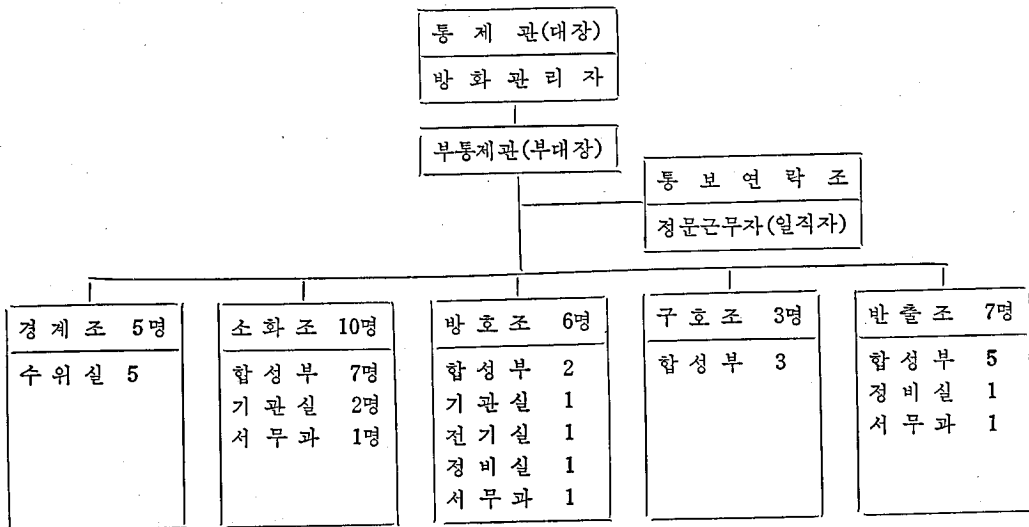 통 제 관(대장)
방 화 관 리 자
부통제관(부대장)
통 보 연 락 조
정문근무자(일직자)
경 계 조 5명
수 위 실 5
소 화 조 10명
합 성 부 7명
기 관 실 2명
서 무 과 1명
방 호 조 6명
합 성 부 2
기 관 실 1
전 기 실 1
정 비 실 1
서 무 과 1
구 호 조 3명
합 성 부 3
반 출 조 7명
합 성 부 5
정 비 실 1
서 무 과 1